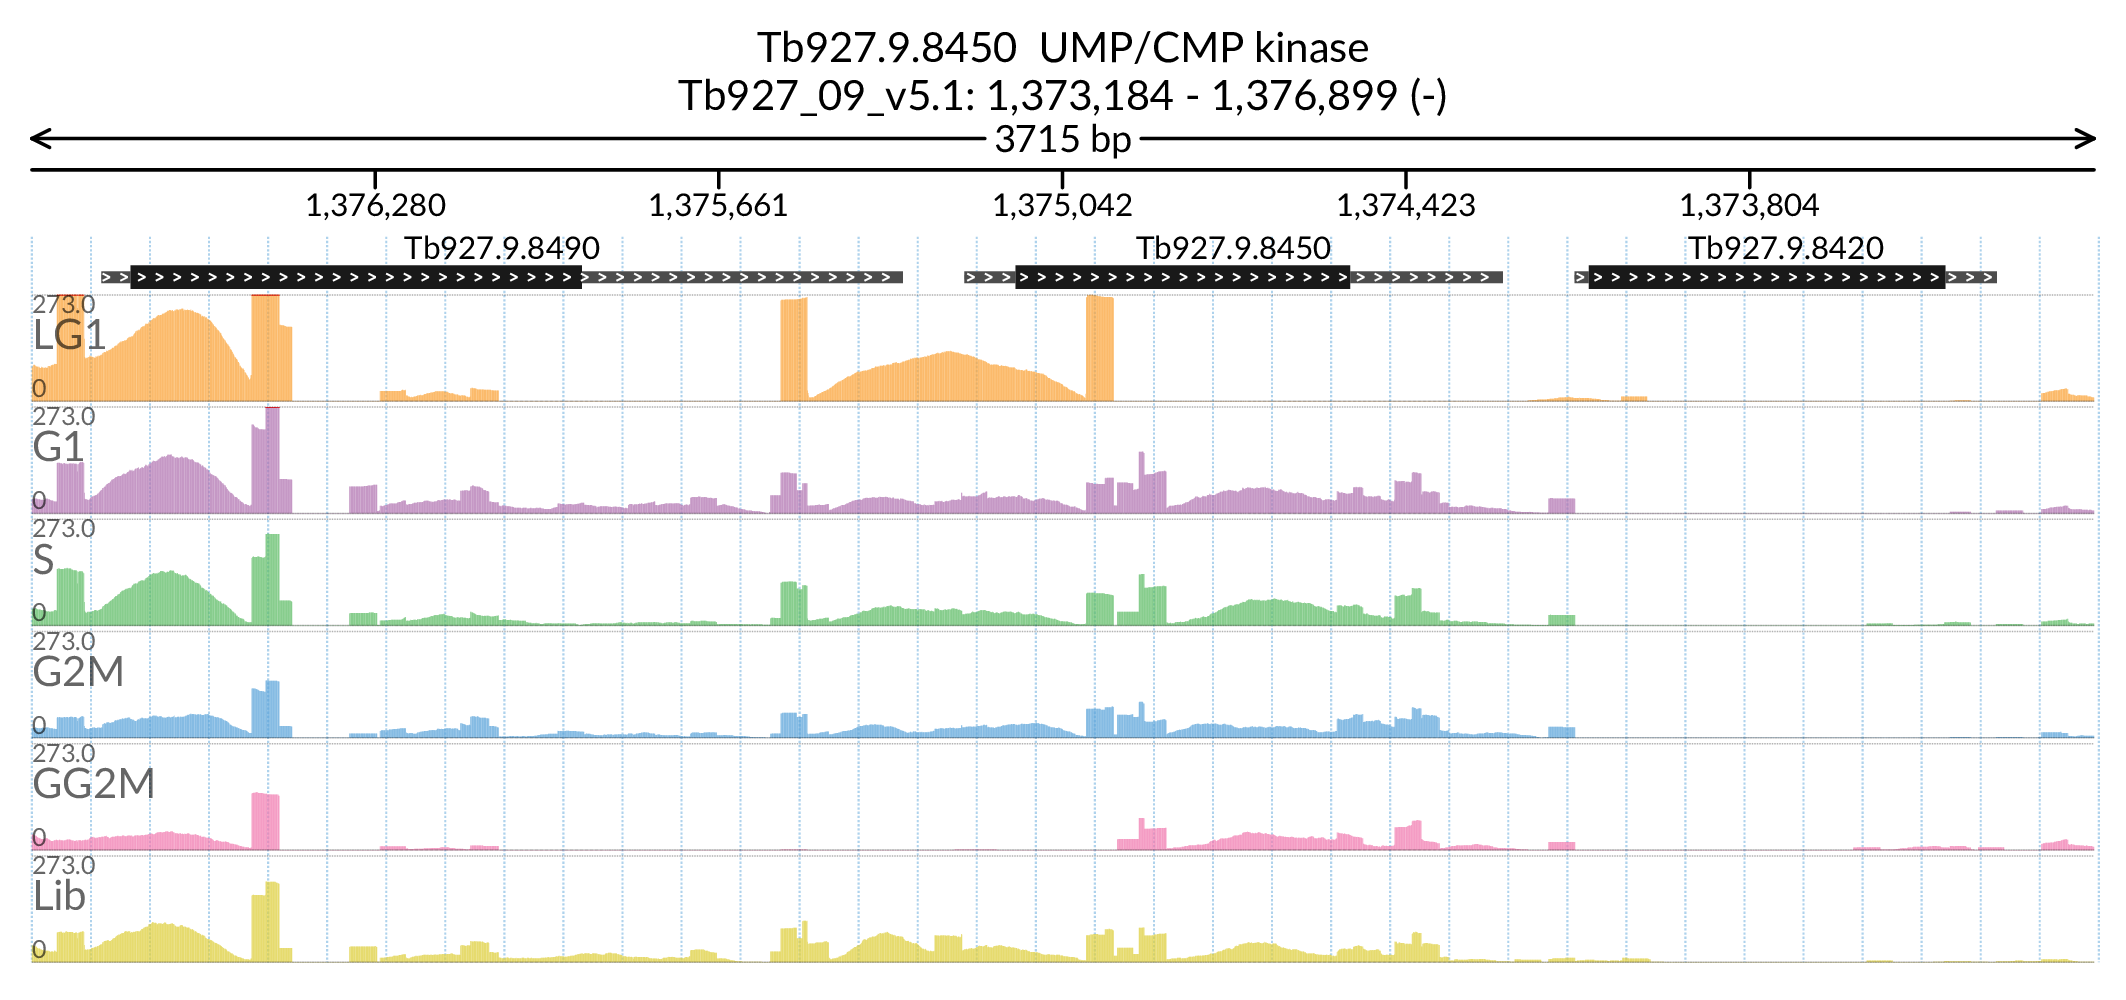 Tb927.9.8450 UMP/CMP kinase
Tb927_09_v5.1: 1,373,184 - 1,376,899 (-)
3715 bp
1,376,280 1,375,661 1,375,042 1,374,423 1,373,804
Tb927.9.8490 Tb927.9.8450 Tb927.9.8420
273.0
LG1
0
273.0
G1
0
273.0
S
0
273.0
G2M
0
273.0
GG2M
0
273.0
Lib
0